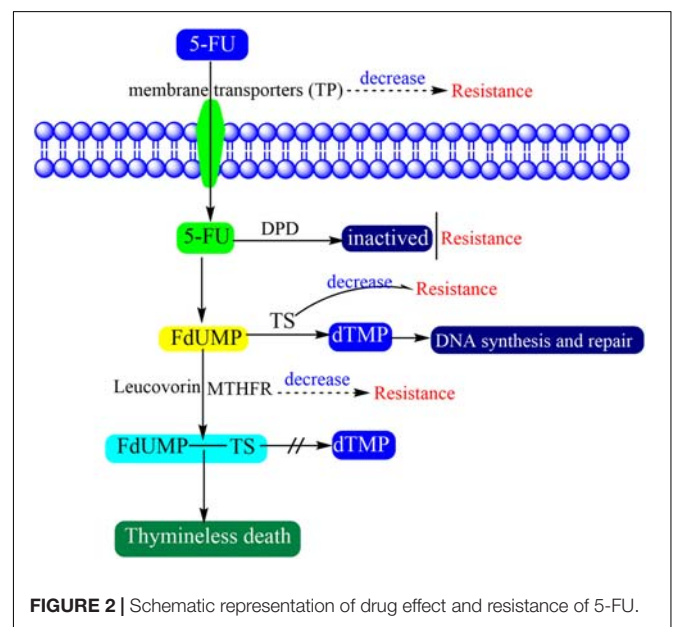 5-FU
membrane transporters (TP) decrease Resistance
5-FU DPD inactived Resistance
decrease Resistance
FdUMP TS dTMP DNA synthesis and repair
Leucovorin MTHFR decrease Resistance
FdUMP TS dTMP
Thymineless death
FIGURE 2 | Schematic representation of drug effect and resistance of 5-FU.